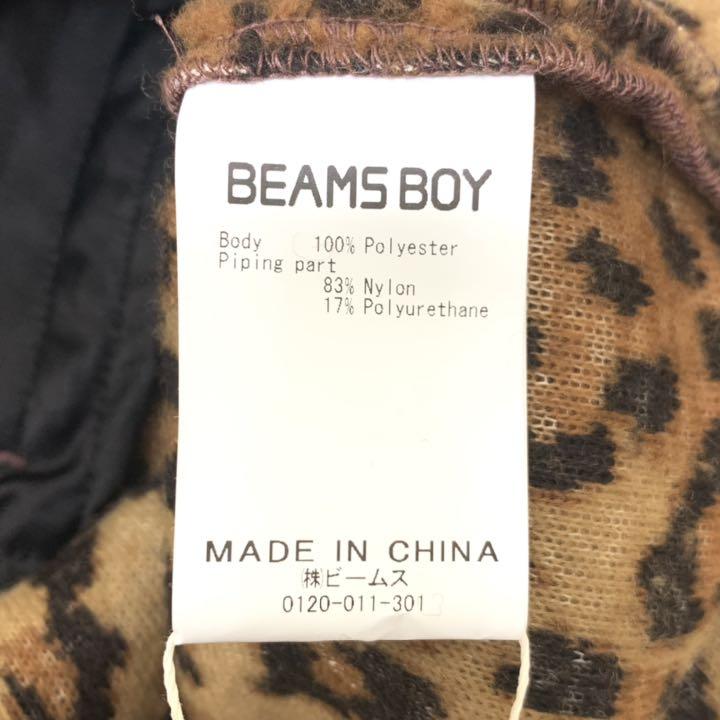 BEAMS BOY
Body 100% Polyester
Piping part
83% Nylon
17% Polyurethane
MADE IN CHINA
㈱ビームス
0120-011-301